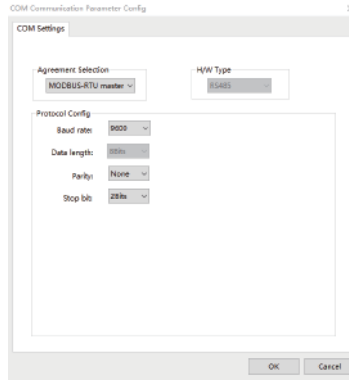 COM Communication Parameter Config
COM Settings
Agreement Selection
MODBUS-RTU master
H/W Type
RS485
Protocol Config
Baud rate: 9600
Data length: 8Bits
Parity: None
Stop bit: 2Bits
OK Cancel